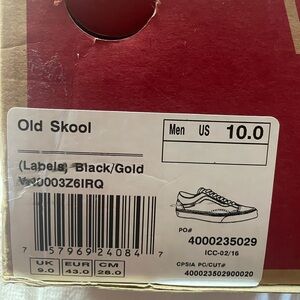 Old Skool
Men US 10.0
(Labels) Black/Gold
PO#
4000235029
ICC-02/16
CPSIA PC/CUT#
400023502900020
7 57969 24084 7
UK EUR CM
9.0 43.0 28.0